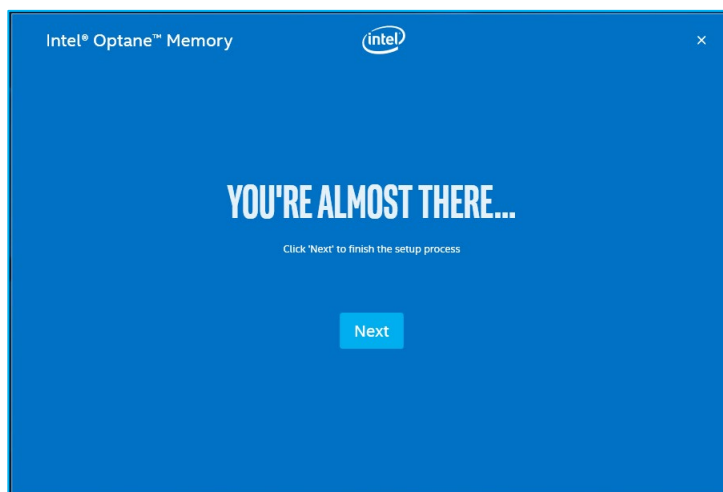 Intel® Optane™ Memory
intel
×
YOU'RE ALMOST THERE...
Click 'Next' to finish the setup process
Next